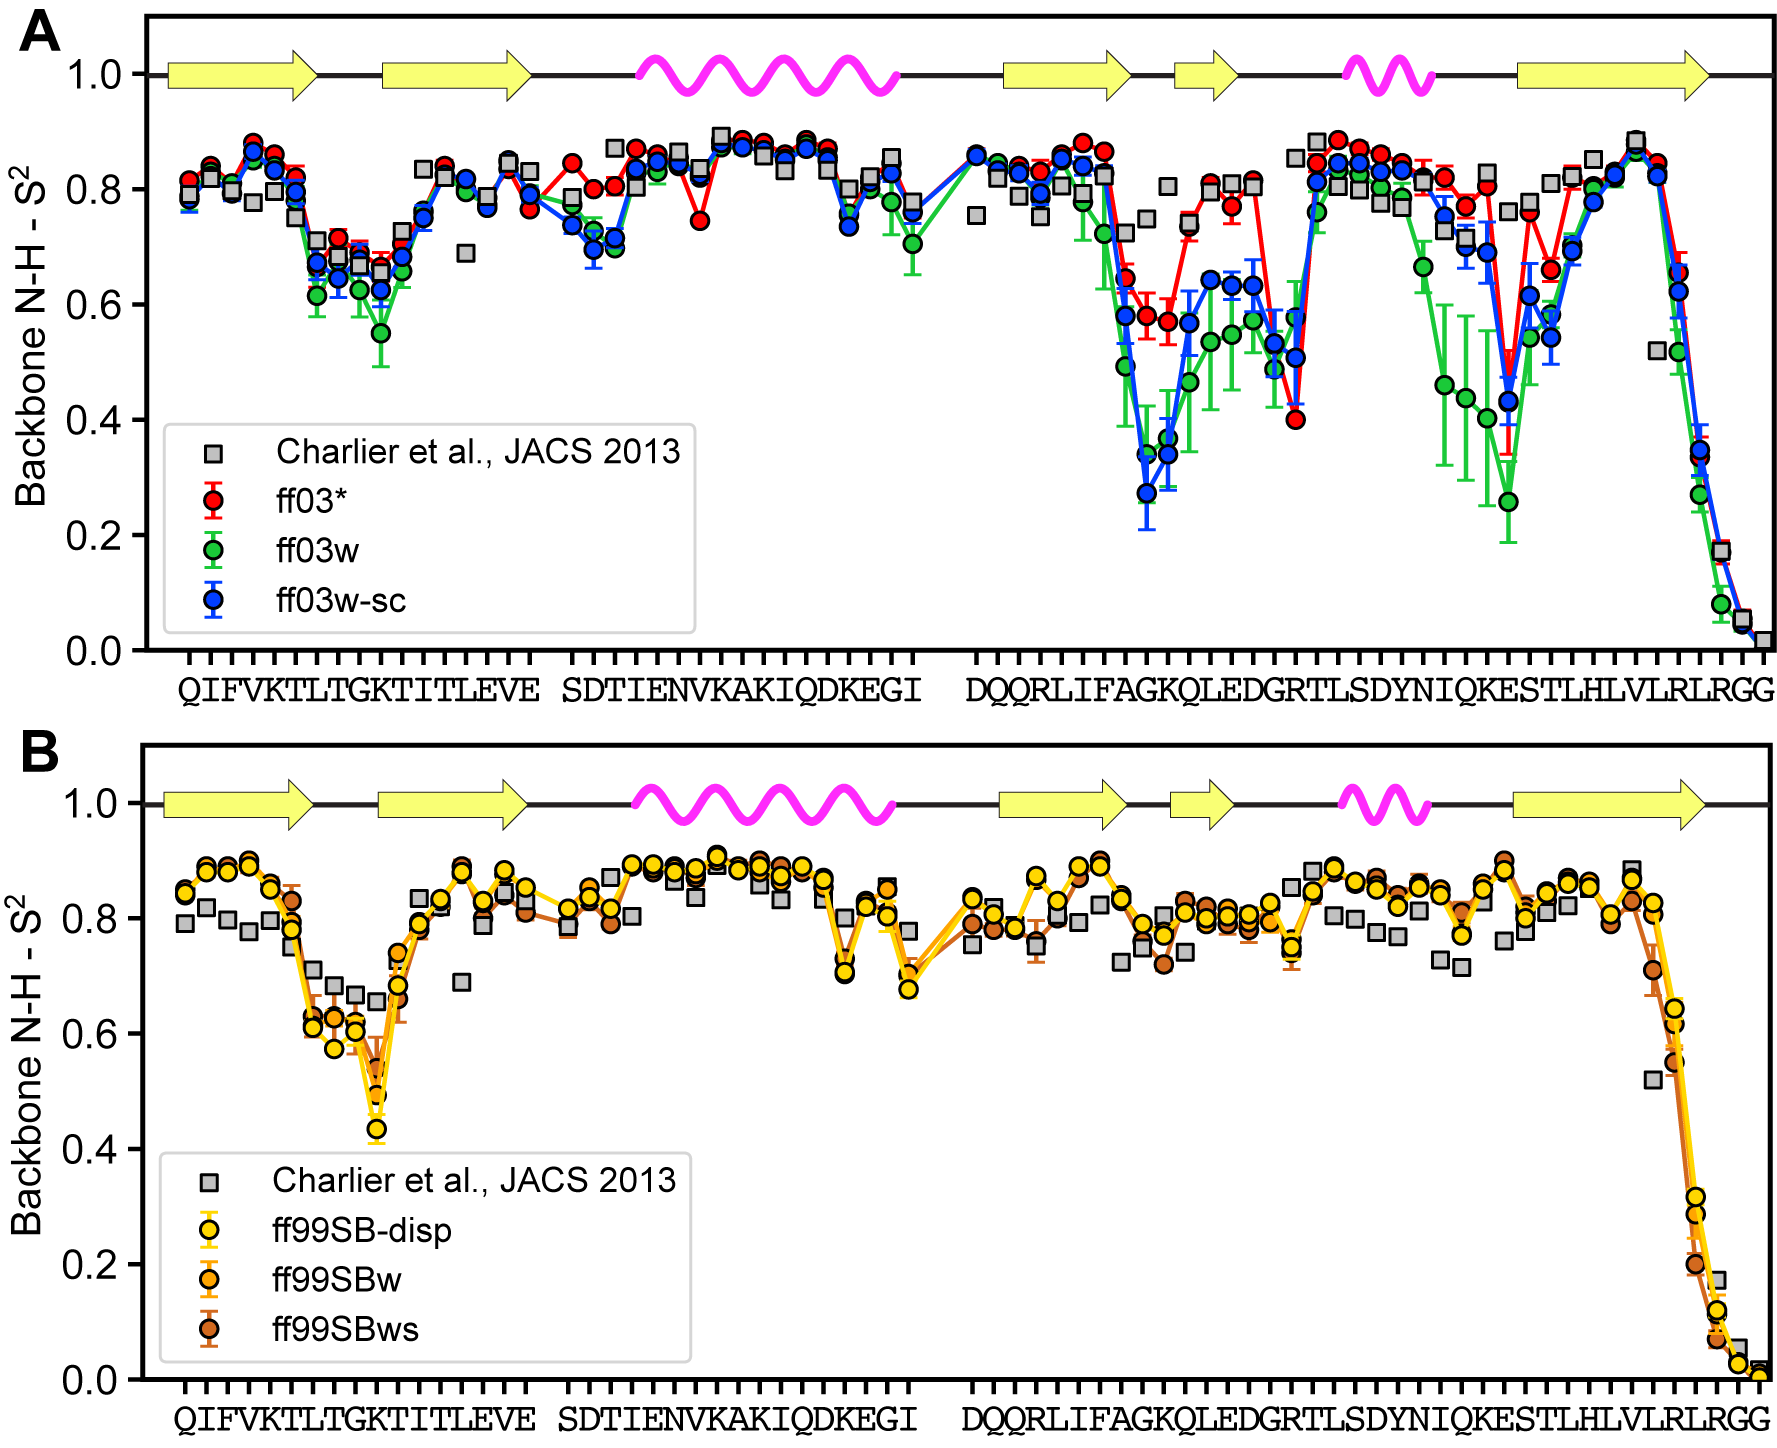 A
1.0
0.8
0.6
0.4
0.2
0.0
Backbone N-H - S²
Charlier et al., JACS 2013
ff03*
ff03w
ff03w-sc
QIFVKTLTGKTITLEVE SDTIENVKAKIQDKEGI DQQRLIFAGKQLEDGRTLSDYNIQKESTLHLVLRLRGG
B
1.0
0.8
0.6
0.4
0.2
0.0
Backbone N-H - S²
Charlier et al., JACS 2013
ff99SB-disp
ff99SBw
ff99SBws
QIFVKTLTGKTITLEVE SDTIENVKAKIQDKEGI DQQRLIFAGKQLEDGRTLSDYNIQKESTLHLVLRLRGG